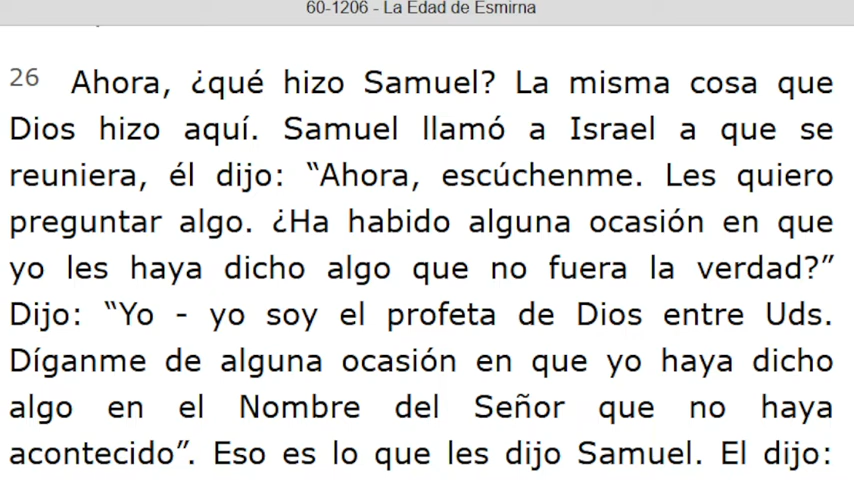 60-1206 - La Edad de Esmirna
26 Ahora, ¿qué hizo Samuel? La misma cosa que
Dios hizo aquí. Samuel llamó a Israel a que se
reuniera, él dijo: “Ahora, escúchenme. Les quiero
preguntar algo. ¿Ha habido alguna ocasión en que
yo les haya dicho algo que no fuera la verdad?”
Dijo: “Yo - yo soy el profeta de Dios entre Uds.
Díganme de alguna ocasión en que yo haya dicho
algo en el Nombre del Señor que no haya
acontecido”. Eso es lo que les dijo Samuel. El dijo: